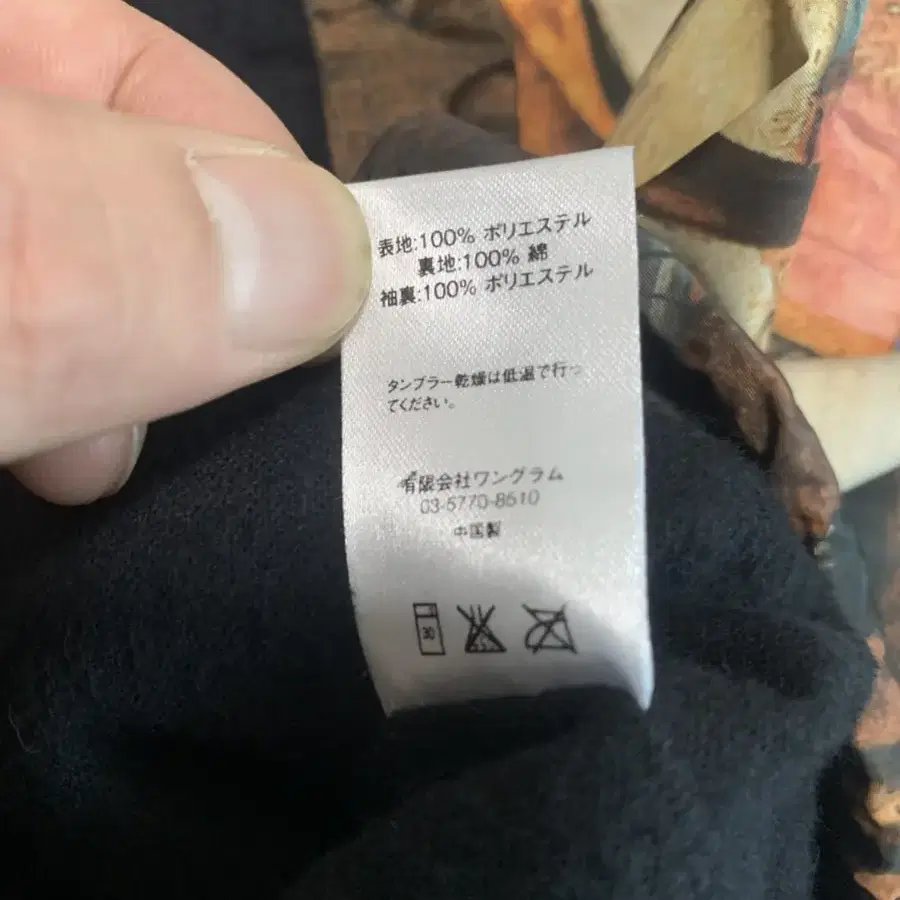 表地:100% ポリエステル
裏地:100% 綿
袖裏:100% ポリエステル
タンブラー乾燥は低温で行っ
てください。
有限会社ワングラム
03-5770-8610
中国製
30